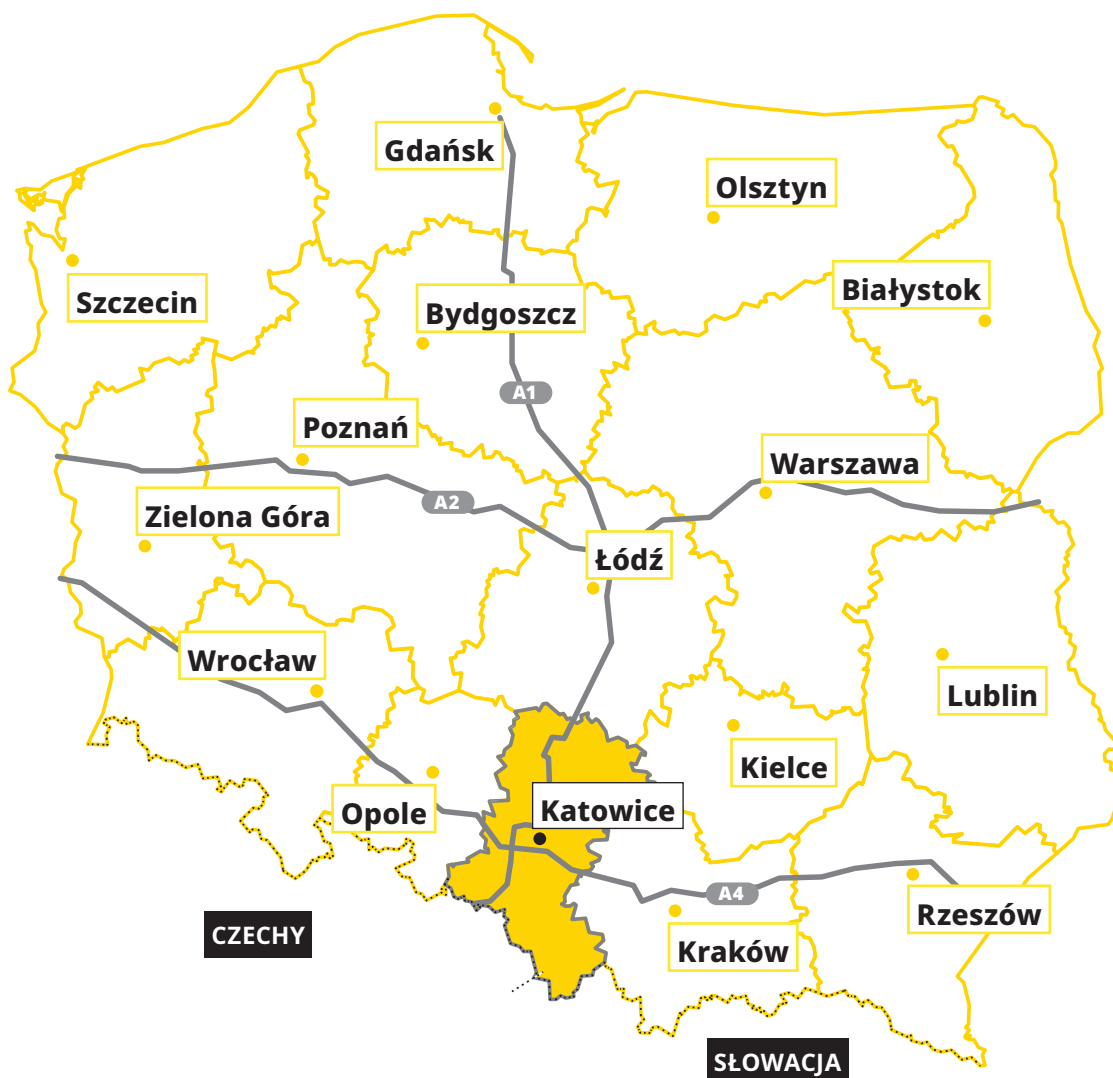 Gdańsk
Olsztyn
Białystok
Szczecin
Bydgoszcz
A1
Poznań
Warszawa
A2
Zielona Góra
Łódź
Wrocław
Lublin
Kielce
Katowice
Opole
A4
Rzeszów
CZECHY
Kraków
SŁOWACJA